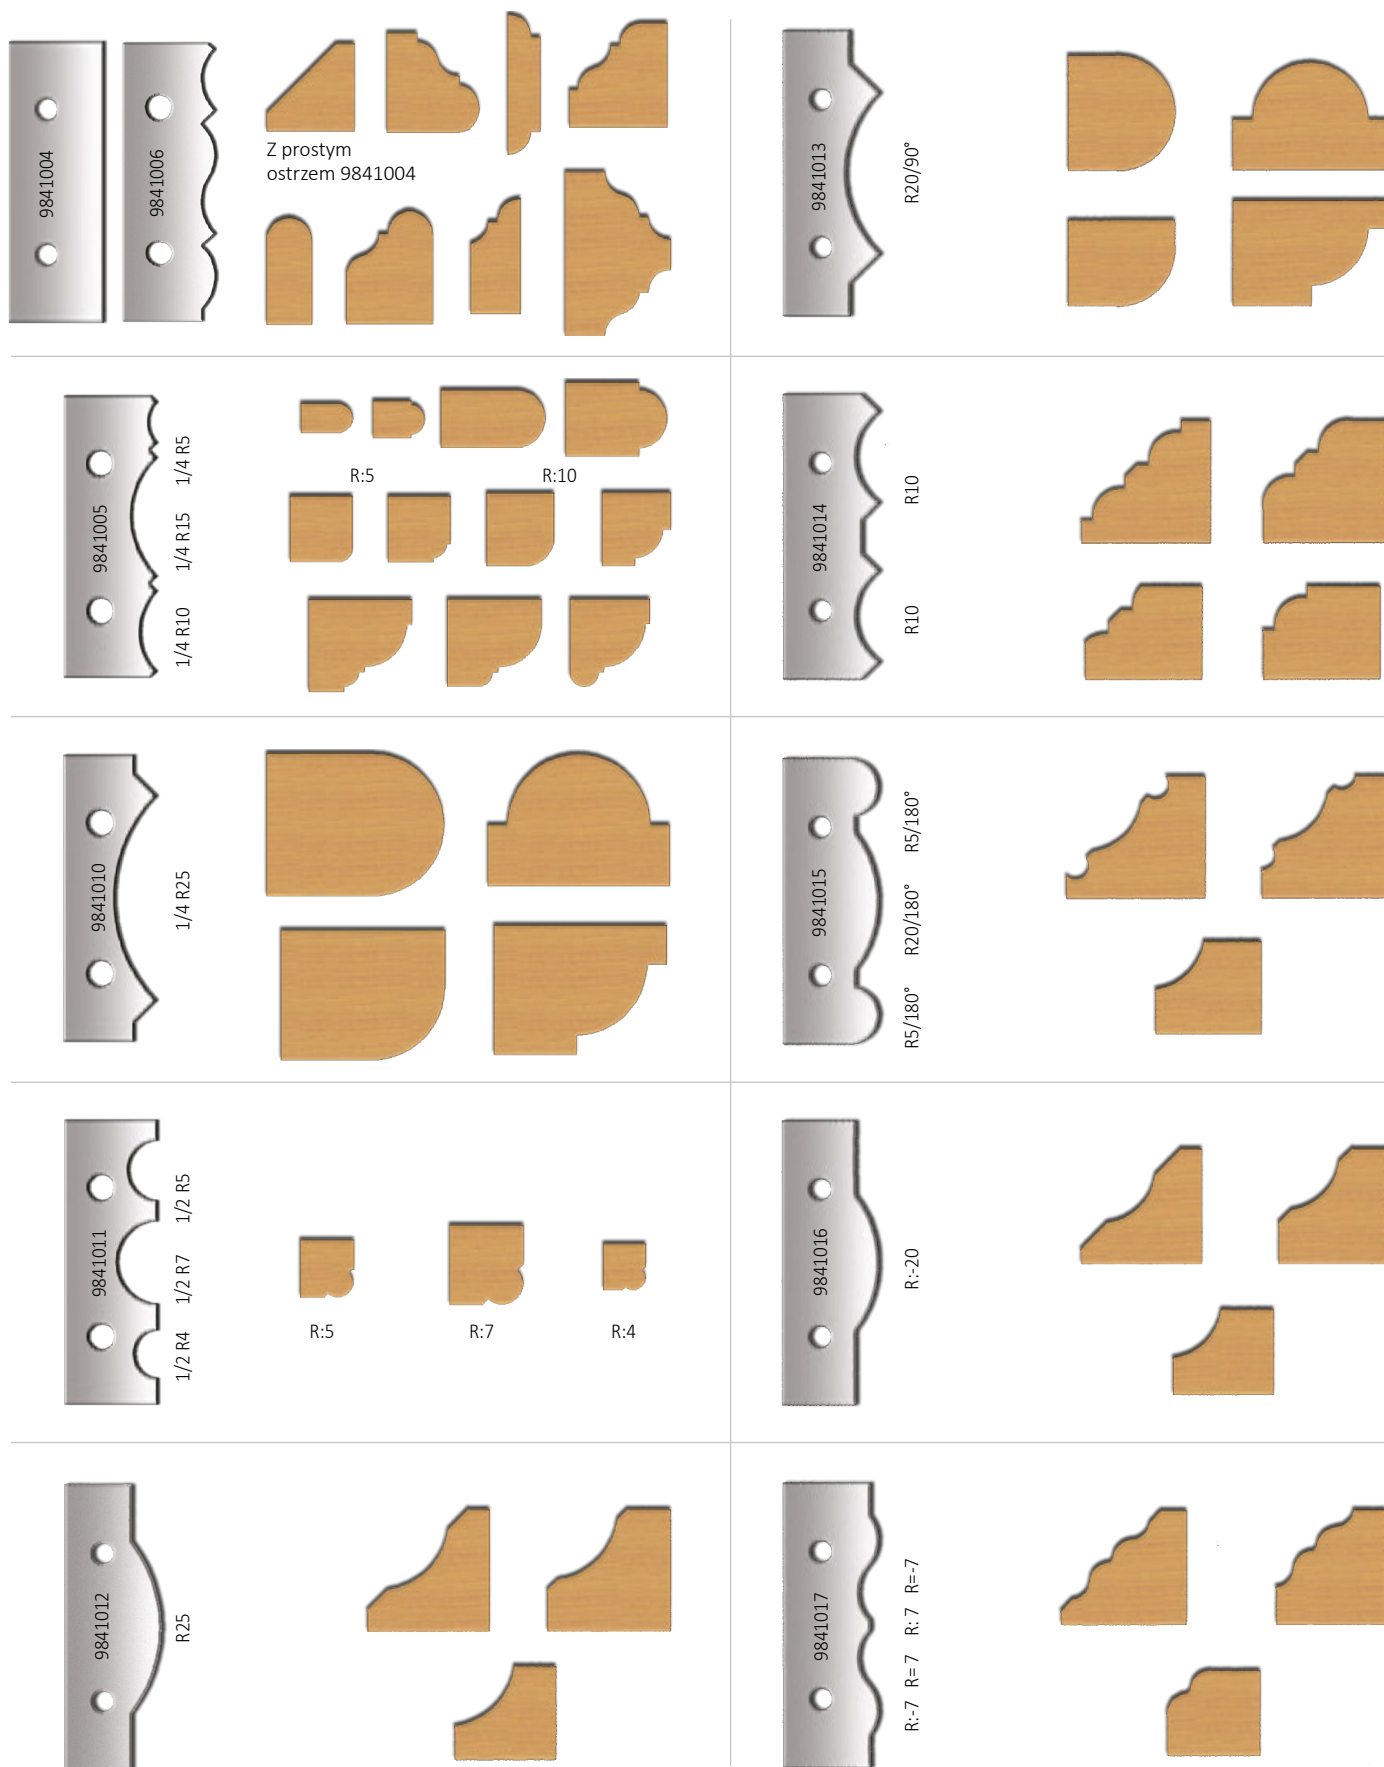 9841004
9841006
Z prostym
ostrzem 9841004
9841013
R20/90°
9841005
1/4 R5
1/4 R15
1/4 R10
R:5
R:10
9841014
R10
R10
9841010
1/4 R25
9841015
R5/180°
R20/180°
R5/180°
9841011
1/2 R5
1/2 R7
1/2 R4
R:5
R:7
R:4
9841016
R:-20
9841012
R25
9841017
R:-7 R= 7 R: 7 R=-7